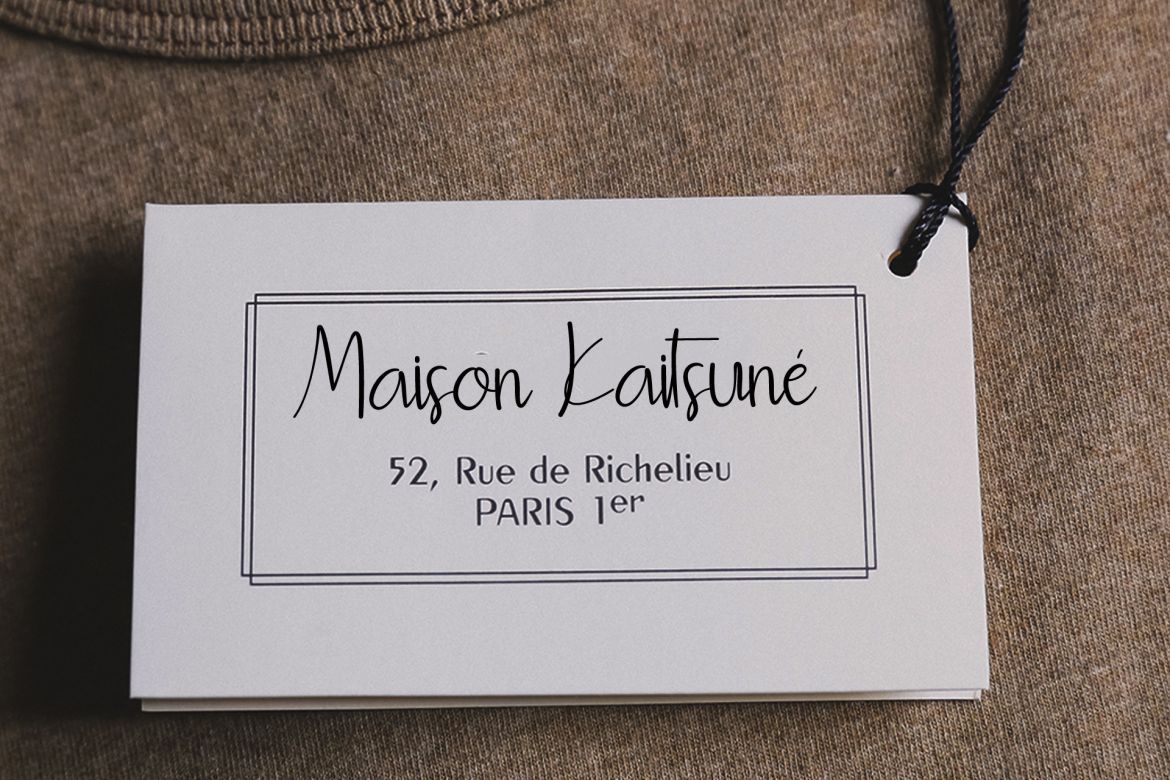 Maison Kaitsuné
52, Rue de Richelieu
PARIS 1er